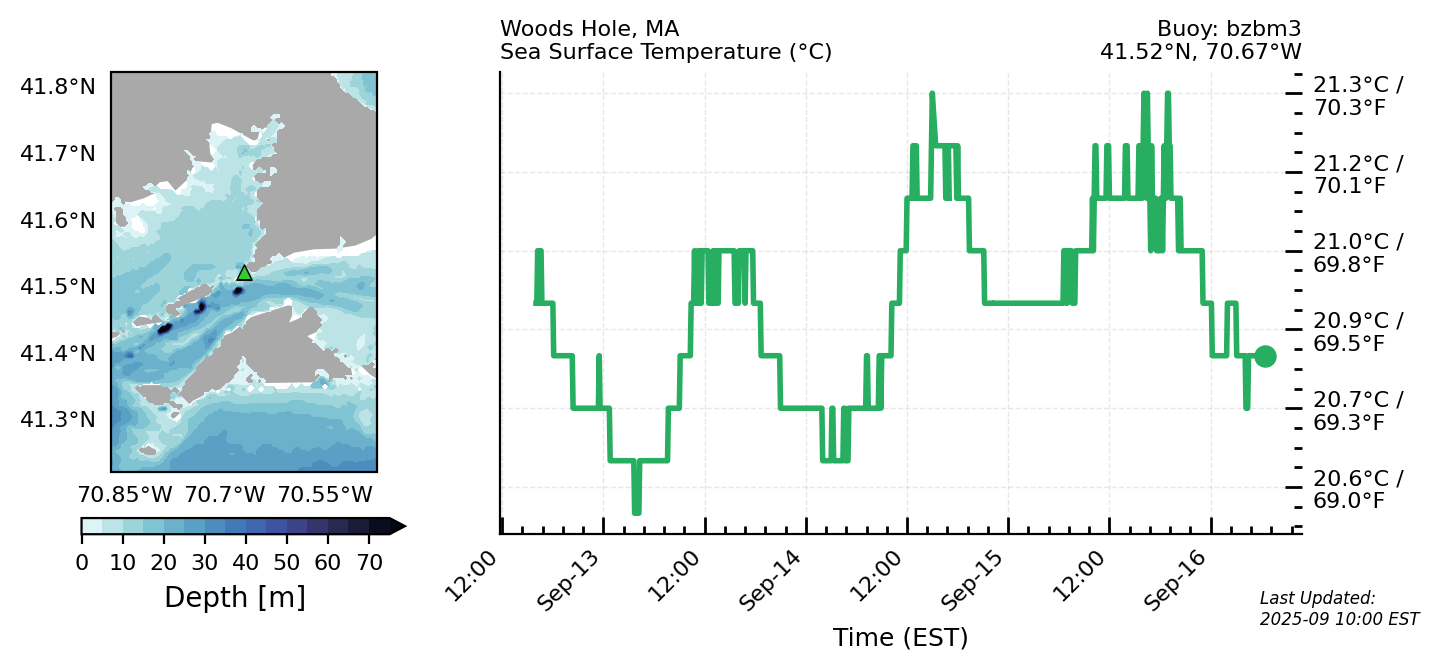 Woods Hole, MA
Sea Surface Temperature (°C)
Buoy: bzbm3
41.52°N, 70.67°W
41.8°N
41.7°N
41.6°N
41.5°N
41.4°N
41.3°N
70.85°W 70.7°W 70.55°W
0 10 20 30 40 50 60 70
Depth [m]
21.3°C /
70.3°F
21.2°C /
70.1°F
21.0°C /
69.8°F
20.9°C /
69.5°F
20.7°C /
69.3°F
20.6°C /
69.0°F
12:00
Sep-13
12:00
Sep-14
12:00
Sep-15
12:00
Sep-16
Time (EST)
Last Updated:
2025-09 10:00 EST